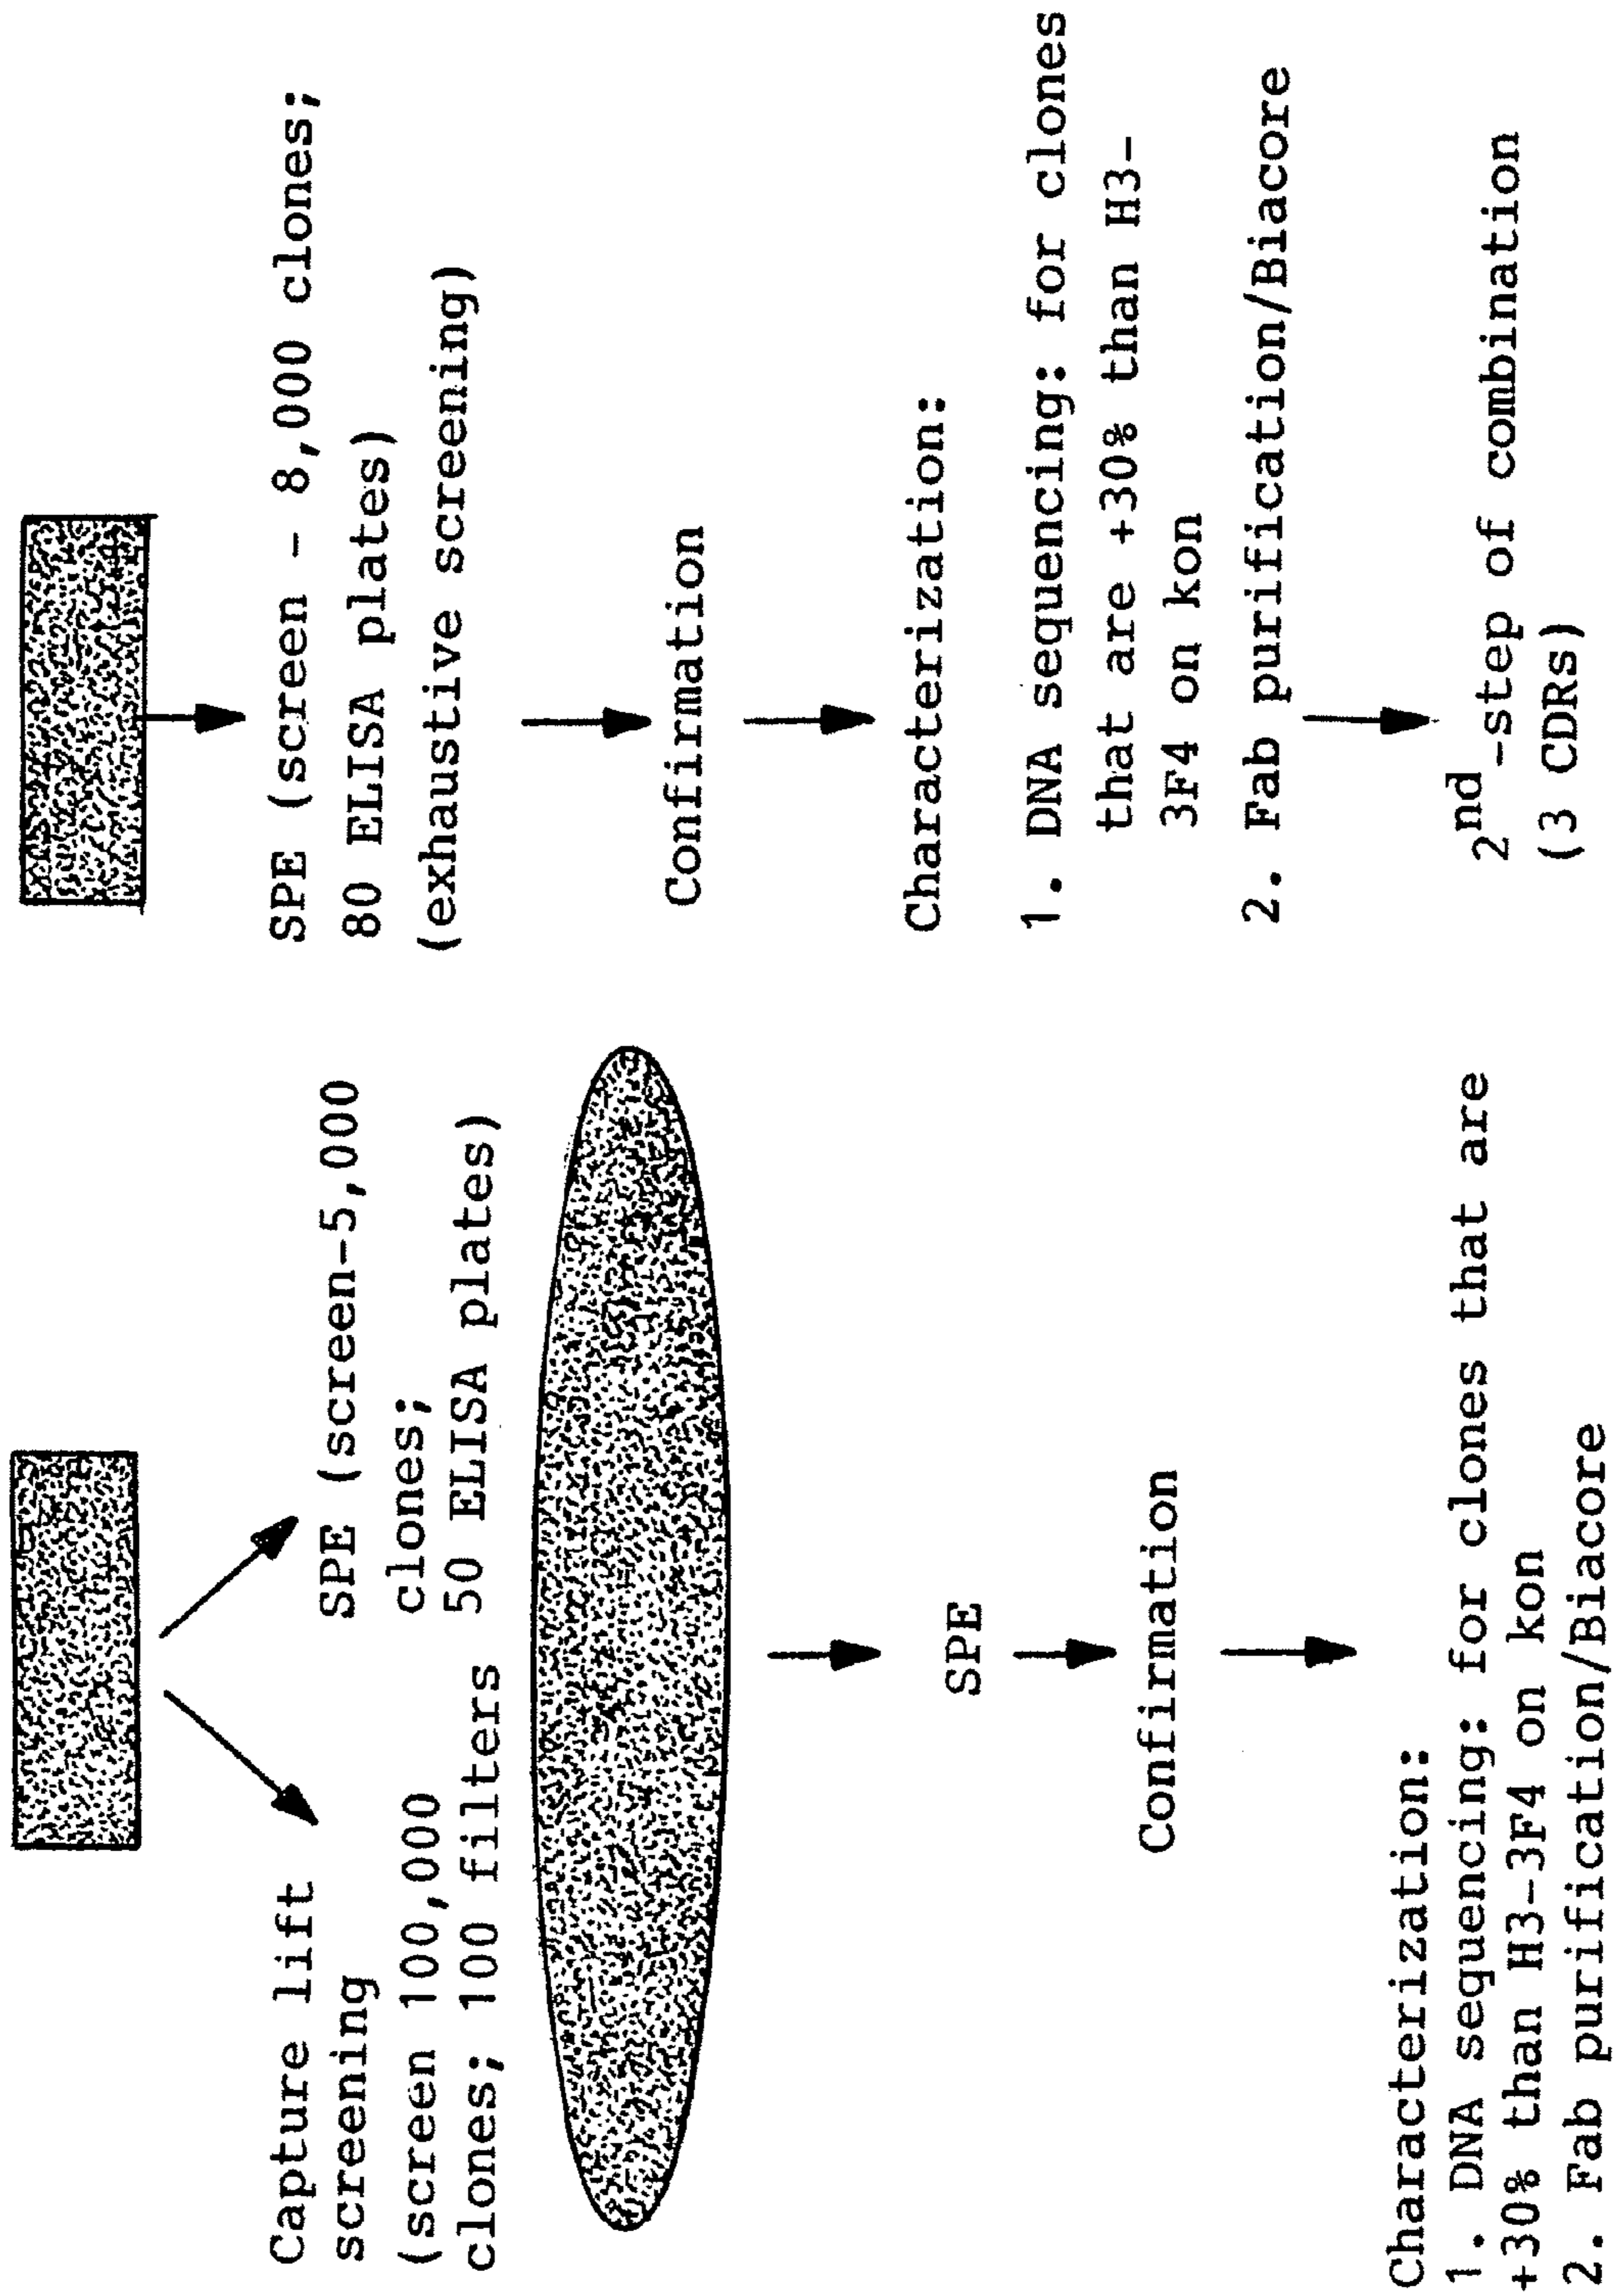 Capture lift
screening
(screen 100,000
clones; 100 filters
SPE (screen-5,000
clones;
50 ELISA plates)
SPE
Confirmation
Characterization:
1. DNA sequencing: for clones that are
+30% than H3-3F4 on kon
2. Fab purification/Biacore
SPE (screen - 8,000 clones;
80 ELISA plates)
(exhaustive screening)
Confirmation
Characterization:
1. DNA sequencing: for clones
that are +30% than H3-
3F4 on kon
2. Fab purification/Biacore
2nd-step of combination
(3 CDRs)